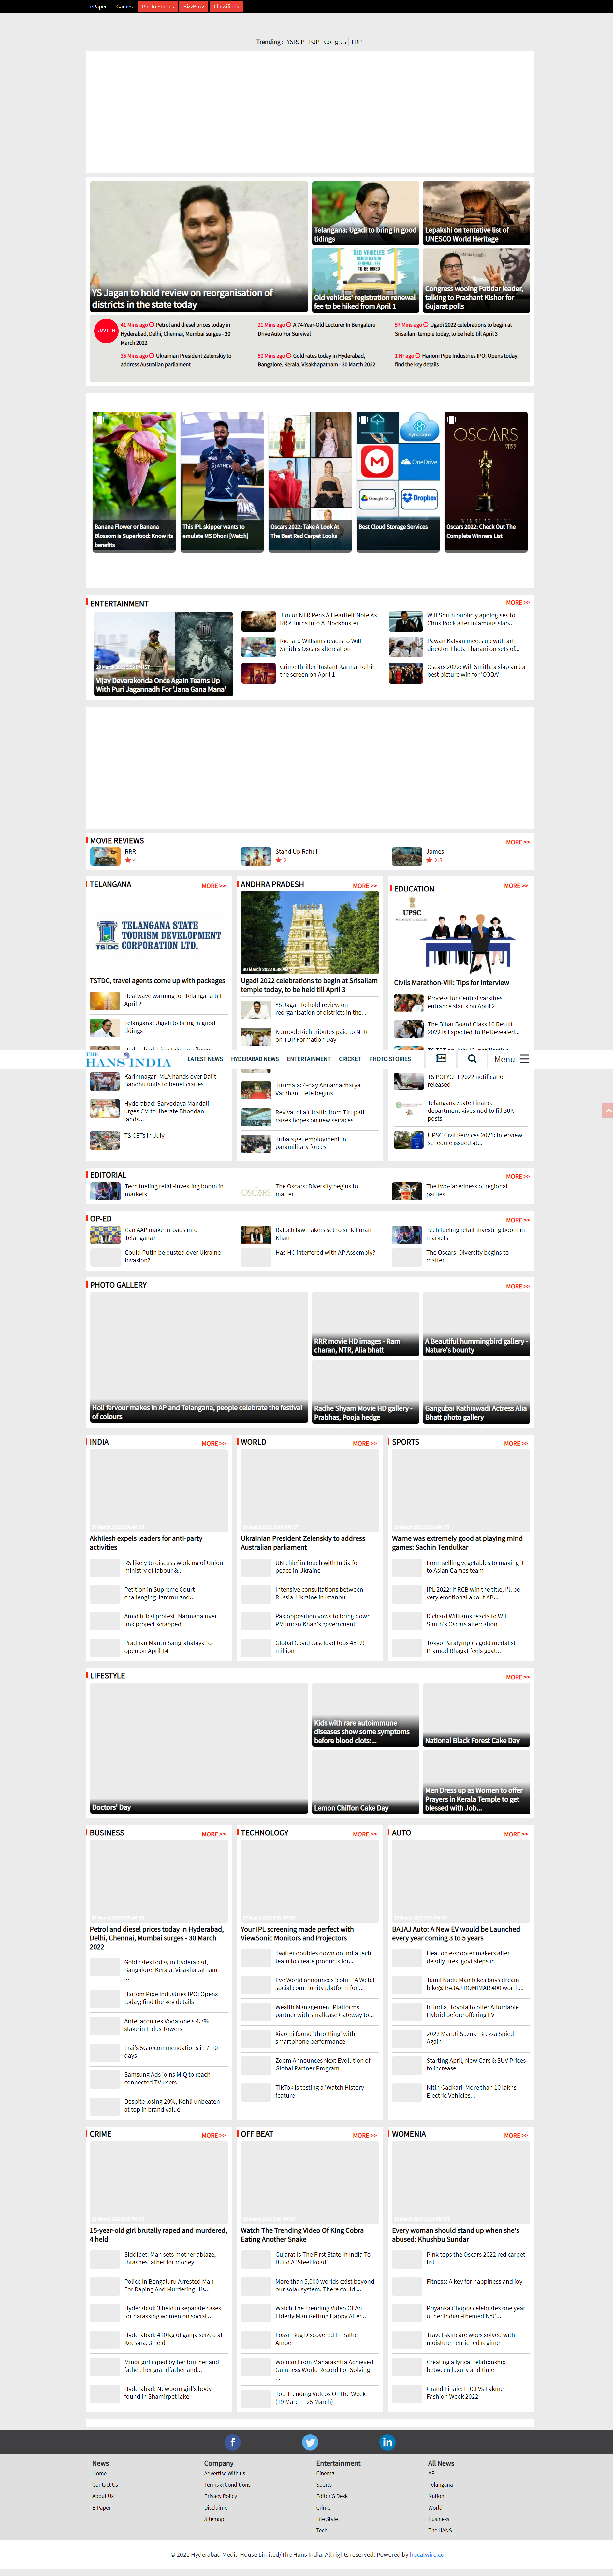 ePaper Games Photo Stories Bizzbuzz Classifieds
Trending : YSRCP BJP Congres TDP
YS Jagan to hold review on reorganisation of
districts in the state today
Telangana: Ugadi to bring in good
tidings
Lepakshi on tentative list of
UNESCO World Heritage
Old vehicles' registration renewal
fee to be hiked from April 1
Congress wooing Patidar leader,
talking to Prashant Kishor for
Gujarat polls
JUST IN
41 Mins ago Petrol and diesel prices today in
Hyderabad, Delhi, Chennai, Mumbai surges - 30
March 2022
21 Mins ago A 74-Year-Old Lecturer In Bengaluru
Drive Auto For Survival
57 Mins ago Ugadi 2022 celebrations to begin at
Srisailam temple today, to be held till April 3
35 Mins ago Ukrainian President Zelenskiy to
address Australian parliament
50 Mins ago Gold rates today in Hyderabad,
Bangalore, Kerala, Visakhapatnam - 30 March 2022
1 Hr ago Hariom Pipe Industries IPO: Opens today;
find the key details
Banana Flower or Banana
Blossom is Superfood: Know its
benefits
This IPL skipper wants to
emulate MS Dhoni [Watch]
Oscars 2022: Take A Look At
The Best Red Carpet Looks
Best Cloud Storage Services
Oscars 2022: Check Out The
Complete Winners List
ENTERTAINMENT
MORE >>
Vijay Devarakonda Once Again Teams Up
With Puri Jagannadh For 'Jana Gana Mana'
Junior NTR Pens A Heartfelt Note As
RRR Turns Into A Blockbuster
Richard Williams reacts to Will
Smith's Oscars altercation
Crime thriller 'Instant Karma' to hit
the screen on April 1
Will Smith publicly apologises to
Chris Rock after infamous slap...
Pawan Kalyan meets up with art
director Thota Tharani on sets of...
Oscars 2022: Will Smith, a slap and a
best picture win for 'CODA'
MOVIE REVIEWS
MORE >>
RRR
4
Stand Up Rahul
2
James
2.5
TELANGANA
MORE >>
TELANGANA STATE
TOURISM DEVELOPMENT
CORPORATION LTD.
TSTDC, travel agents come up with packages
Heatwave warning for Telangana till
April 2
Telangana: Ugadi to bring in good
tidings
ANDHRA PRADESH
MORE >>
Ugadi 2022 celebrations to begin at Srisailam
temple today, to be held till April 3
YS Jagan to hold review on
reorganisation of districts in the...
Kurnool: Rich tributes paid to NTR
on TDP Formation Day
EDUCATION
MORE >>
UPSC
Civils Marathon-VIII: Tips for interview
Process for Central varsities
entrance starts on April 2
The Bihar Board Class 10 Result
2022 Is Expected To Be Revealed...
THE HANS INDIA
LATEST NEWS HYDERABAD NEWS ENTERTAINMENT CRICKET PHOTO STORIES Menu
Karimnagar: MLA hands over Dalit
Bandhu units to beneficiaries
Hyderabad: Sarvodaya Mandali
urges CM to liberate Bhoodan
lands...
TS CETs in July
Tirumala: 4-day Annamacharya
Vardhanti fete begins
Revival of air traffic from Tirupati
raises hopes on new services
Tribals get employment in
paramilitary forces
TS POLYCET 2022 notification
released
Telangana State Finance
department gives nod to fill 30K
posts
UPSC Civil Services 2021: Interview
schedule issued at...
EDITORIAL
MORE >>
Tech fueling retail-investing boom in
markets
The Oscars: Diversity begins to
matter
The two-facedness of regional
parties
OP-ED
MORE >>
Can AAP make inroads into
Telangana?
Baloch lawmakers set to sink Imran
Khan
Tech fueling retail-investing boom in
markets
Could Putin be ousted over Ukraine
invasion?
Has HC interfered with AP Assembly?
The Oscars: Diversity begins to
matter
PHOTO GALLERY
MORE >>
Holi fervour makes in AP and Telangana, people celebrate the festival
of colours
RRR movie HD images - Ram
charan, NTR, Alia bhatt
A Beautiful hummingbird gallery -
Nature's bounty
Radhe Shyam Movie HD gallery -
Prabhas, Pooja hegde
Gangubai Kathiawadi Actress Alia
Bhatt photo gallery
INDIA
MORE >>
Akhilesh expels leaders for anti-party
activities
RS likely to discuss working of Union
ministry of labour &...
Petition in Supreme Court
challenging Jammu and...
Amid tribal protest, Narmada river
link project scrapped
Pradhan Mantri Sangrahalaya to
open on April 14
WORLD
MORE >>
Ukrainian President Zelenskiy to address
Australian parliament
UN chief in touch with India for
peace in Ukraine
Intensive consultations between
Russia, Ukraine in Istanbul
Pak opposition vows to bring down
PM Imran Khan's government
Global Covid caseload tops 481.9
million
SPORTS
MORE >>
Warne was extremely good at playing mind
games: Sachin Tendulkar
From selling vegetables to making it
to Asian Games team
IPL 2022: If RCB win the title, I'll be
very emotional about AB...
Richard Williams reacts to Will
Smith's Oscars altercation
Tokyo Paralympics gold medalist
Pramod Bhagat feels govt...
LIFESTYLE
MORE >>
Doctors' Day
Kids with rare autoimmune
diseases show some symptoms
before blood clots:...
National Black Forest Cake Day
Lemon Chiffon Cake Day
Men Dress up as Women to offer
Prayers in Kerala Temple to get
blessed with Job...
BUSINESS
MORE >>
Petrol and diesel prices today in Hyderabad,
Delhi, Chennai, Mumbai surges - 30 March
2022
Gold rates today in Hyderabad,
Bangalore, Kerala, Visakhapatnam -
...
Hariom Pipe Industries IPO: Opens
today; find the key details
Airtel acquires Vodafone's 4.7%
stake in Indus Towers
Trai's 5G recommendations in 7-10
days
Samsung Ads joins MiQ to reach
connected TV users
Despite losing 20%, Kohli unbeaten
at top in brand value
TECHNOLOGY
MORE >>
Your IPL screening made perfect with
ViewSonic Monitors and Projectors
Twitter doubles down on India tech
team to create products for...
Eve World announces 'coto' - A Web3
social community platform for ...
Wealth Management Platforms
partner with smallcase Gateway to...
Xiaomi found 'throttling' with
smartphone performance
Zoom Announces Next Evolution of
Global Partner Program
TikTok is testing a 'Watch History'
feature
AUTO
MORE >>
BAJAJ Auto: A New EV would be Launched
every year coming 3 to 5 years
Heat on e-scooter makers after
deadly fires, govt steps in
Tamil Nadu Man bikes buys dream
bike@ BAJAJ DOMIMAR 400 worth...
In India, Toyota to offer Affordable
Hybrid before offering EV
2022 Maruti Suzuki Brezza Spied
Again
Starting April, New Cars & SUV Prices
to increase
Nitin Gadkari: More than 10 lakhs
Electric Vehicles...
CRIME
MORE >>
15-year-old girl brutally raped and murdered,
4 held
Siddipet: Man sets mother ablaze,
thrashes father for money
Police In Bengaluru Arrested Man
For Raping And Murdering His...
Hyderabad: 3 held in separate cases
for harassing women on social ...
Hyderabad: 410 kg of ganja seized at
Keesara, 3 held
Minor girl raped by her brother and
father, her grandfather and...
Hyderabad: Newborn girl's body
found in Shamirpet lake
OFF BEAT
MORE >>
Watch The Trending Video Of King Cobra
Eating Another Snake
Gujarat Is The First State In India To
Build A 'Steel Road'
More than 5,000 worlds exist beyond
our solar system. There could ...
Watch The Trending Video Of An
Elderly Man Getting Happy After...
Fossil Bug Discovered In Baltic
Amber
Woman From Maharashtra Achieved
Guinness World Record For Solving
...
Top Trending Videos Of The Week
(19 March - 25 March)
WOMENIA
MORE >>
Every woman should stand up when she's
abused: Khushbu Sundar
Pink tops the Oscars 2022 red carpet
list
Fitness: A key for happiness and joy
Priyanka Chopra celebrates one year
of her Indian-themed NYC...
Travel skincare woes solved with
moisture - enriched regime
Creating a lyrical relationship
between luxury and time
Grand Finale: FDCI Vs Lakme
Fashion Week 2022
News
Home
Contact Us
About Us
E-Paper
Company
Advertise With us
Terms & Conditions
Privacy Policy
Disclaimer
Sitemap
Entertainment
Cinema
Sports
Editor'S Desk
Crime
Life Style
Tech
All News
AP
Telangana
Nation
World
Business
The HANS
© 2021 Hyderabad Media House Limited/The Hans India. All rights reserved. Powered by hocalwire.com